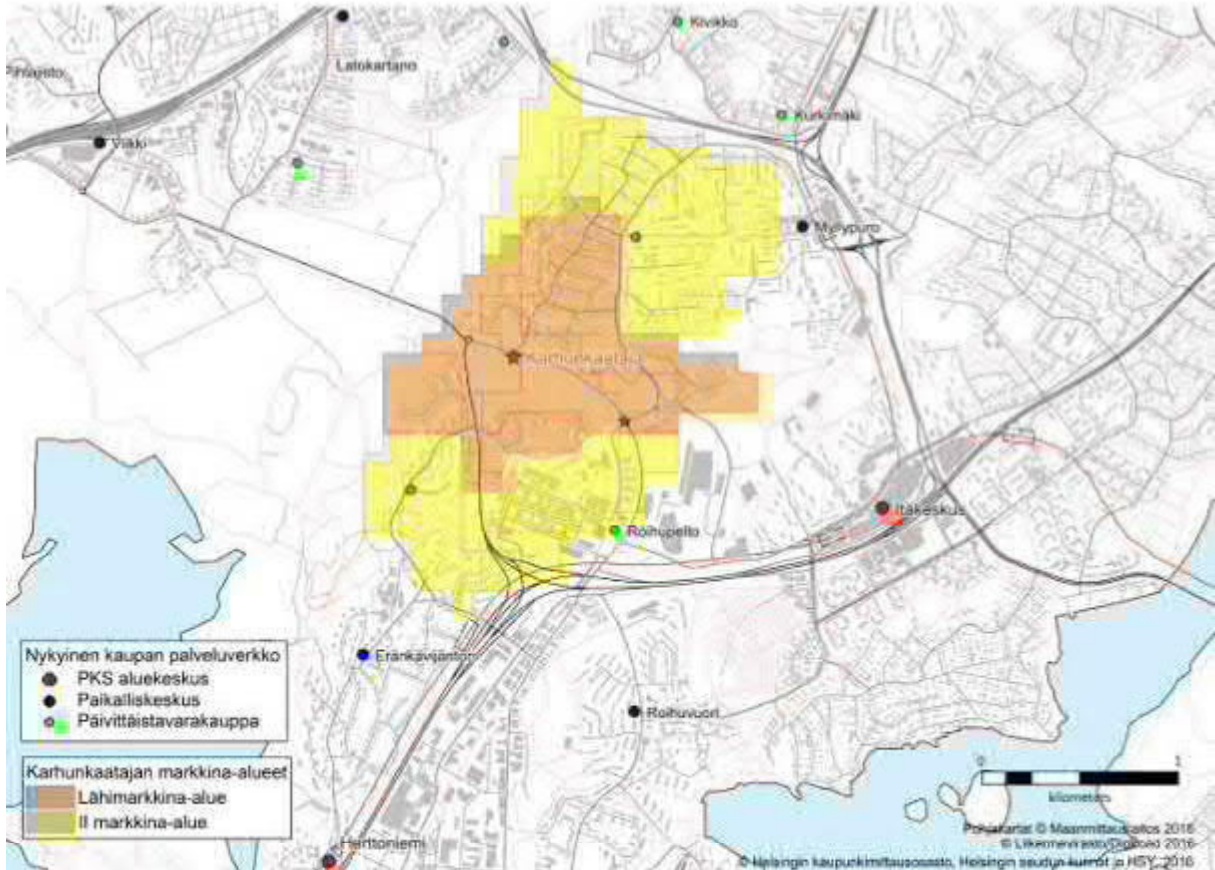 Kivikko
Pihlajisto
Latokartano
Kurkimäki
Viikki
Myllypuro
Karhunkaataja
Itäkeskus
Roihupelto
Nykyinen kaupan palveluverkko
PKS aluekeskus
Paikalliskeskus
Päivittäistavarakauppa
Roihuvuori
Karhunkaatajan markkina-alueet
Lähimarkkina-alue
II markkina-alue
0 1
kilometers
Herttoniemi
Pohjakartat © Maanmittauslaitos 2016
© Liikennevirasto/Digiroad 2016
© Helsingin kaupunkimittausosasto, Helsingin seudun kunnat ja HSY, 2016